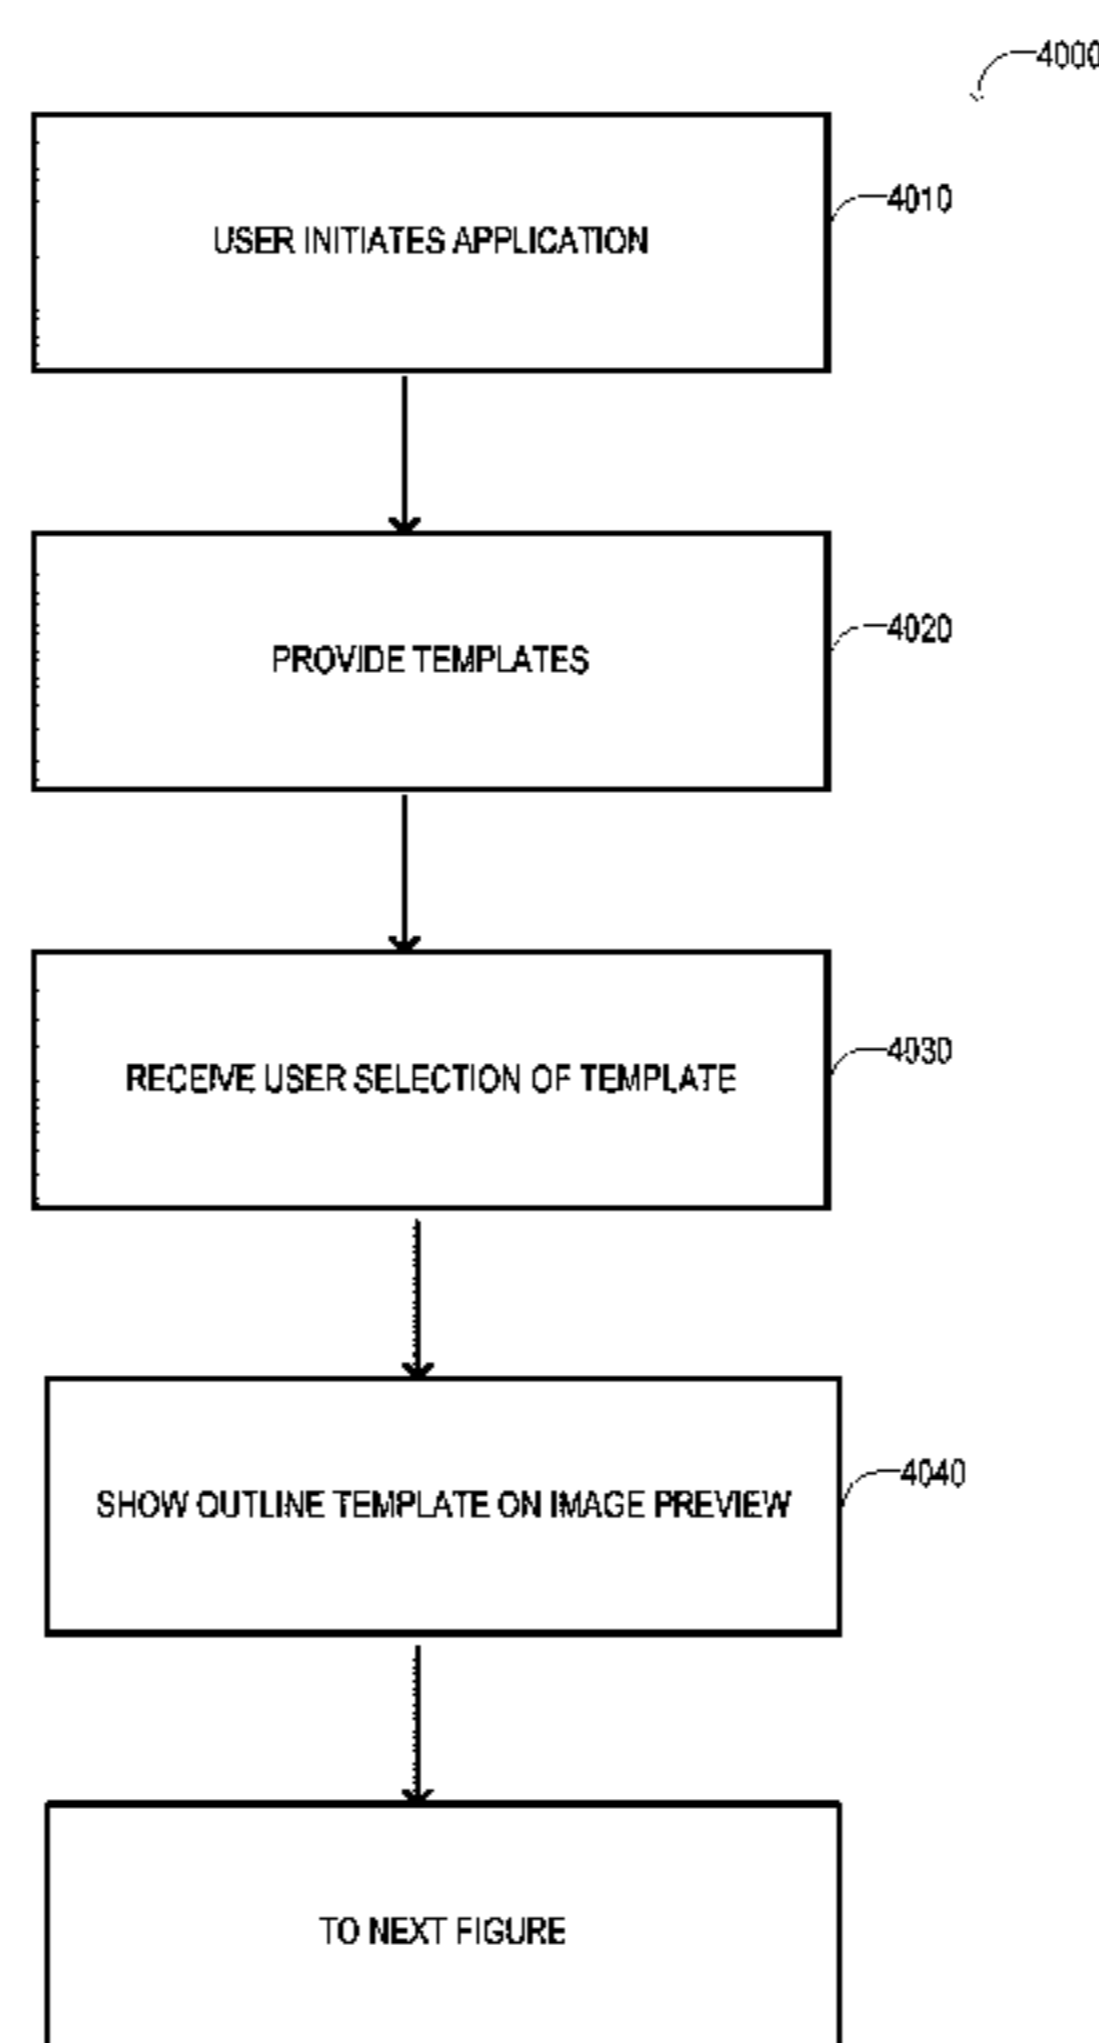 4000
USER INITIATES APPLICATION
4010
PROVIDE TEMPLATES
4020
RECEIVE USER SELECTION OF TEMPLATE
4030
SHOW OUTLINE TEMPLATE ON IMAGE PREVIEW
4040
TO NEXT FIGURE